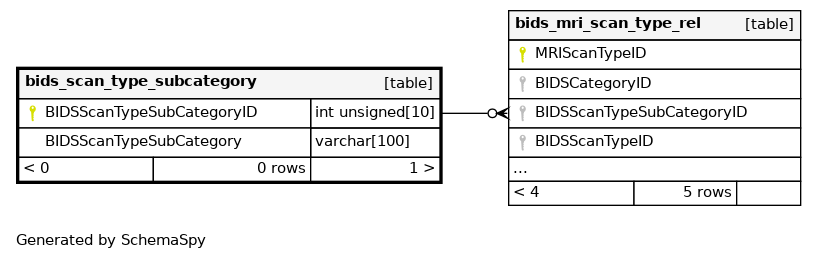 bids_scan_type_subcategory [table]
BIDSScanTypeSubCategoryID int unsigned[10]
BIDSScanTypeSubCategory varchar[100]
< 0 0 rows 1 >
bids_mri_scan_type_rel [table]
MRIScanTypeID
BIDSCategoryID
BIDSScanTypeSubCategoryID
BIDSScanTypeID
...
< 4 5 rows
Generated by SchemaSpy